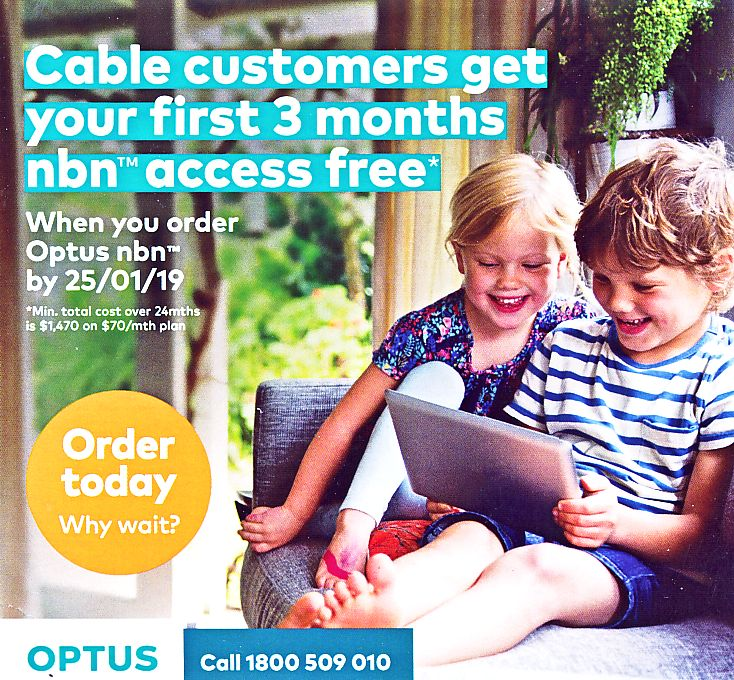 Cable customers get
your first 3 months
nbn™ access free*
When you order
Optus nbn™
by 25/01/19
*Min. total cost over 24mths
is $1,470 on $70/mth plan
Order
today
Why wait?
OPTUS
Call 1800 509 010